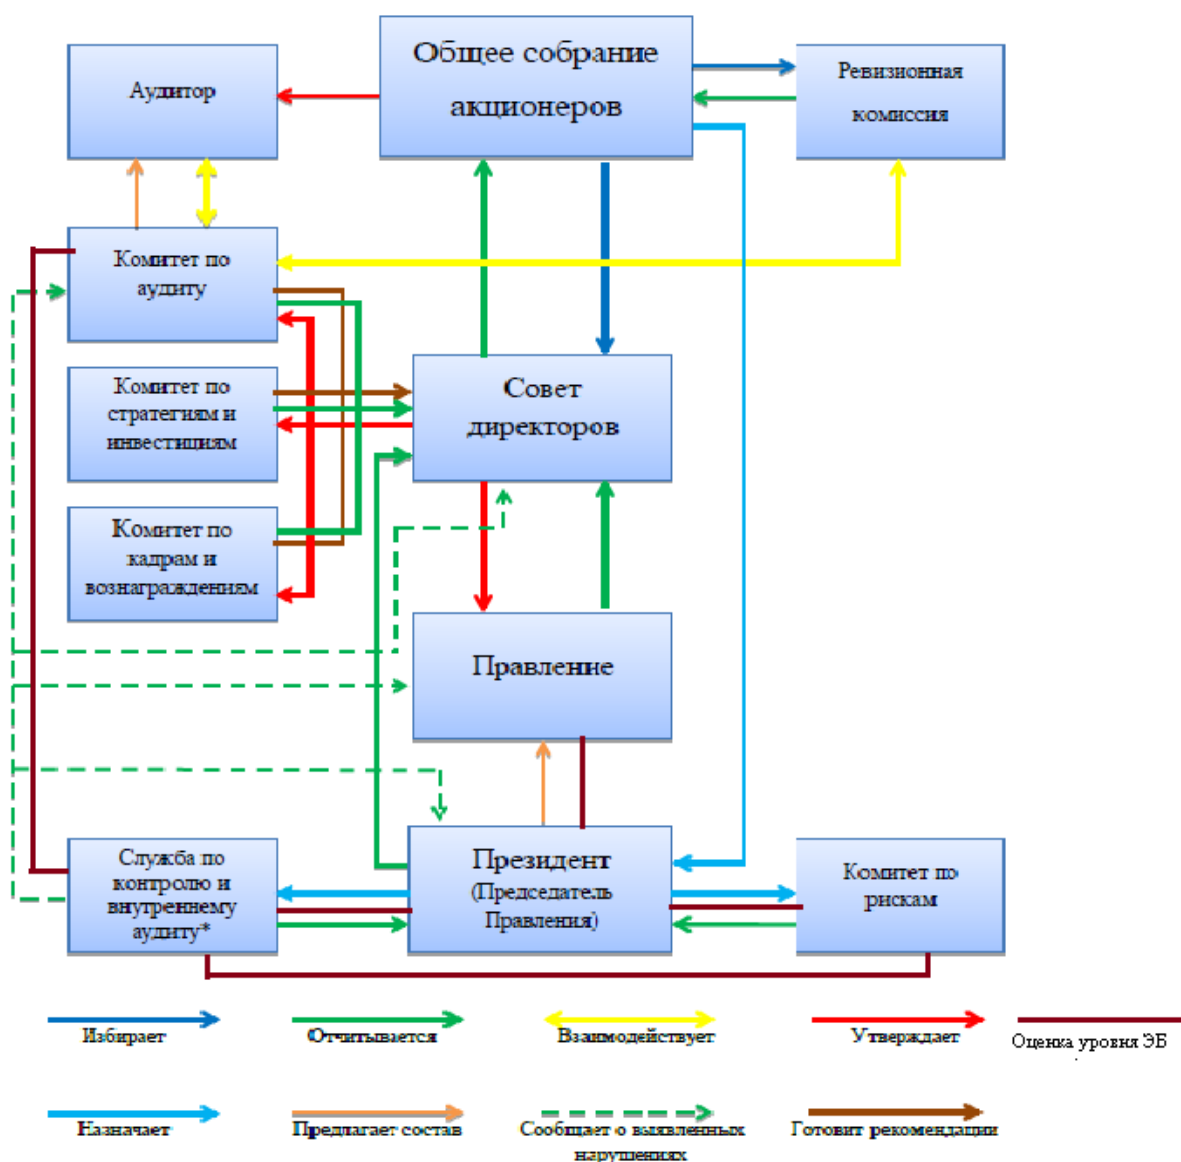 Общее собрание
акционеров
Аудитор
Ревизионная
комиссия
Комитет по
аудиту
Комитет по
стратегиям и
инвестициям
Совет
директоров
Комитет по
кадрам и
вознаграждениям
Правление
Служба по
контролю и
внутреннему
аудиту*
Президент
(Председатель
Правления)
Комитет по
рискам
Избирает
Отчитывается
Взаимодействует
Утверждает
Оценка уровня ЭБ
Назначает
Предлагает состав
Сообщает о выявленных
нарушениях
Готовит рекомендации